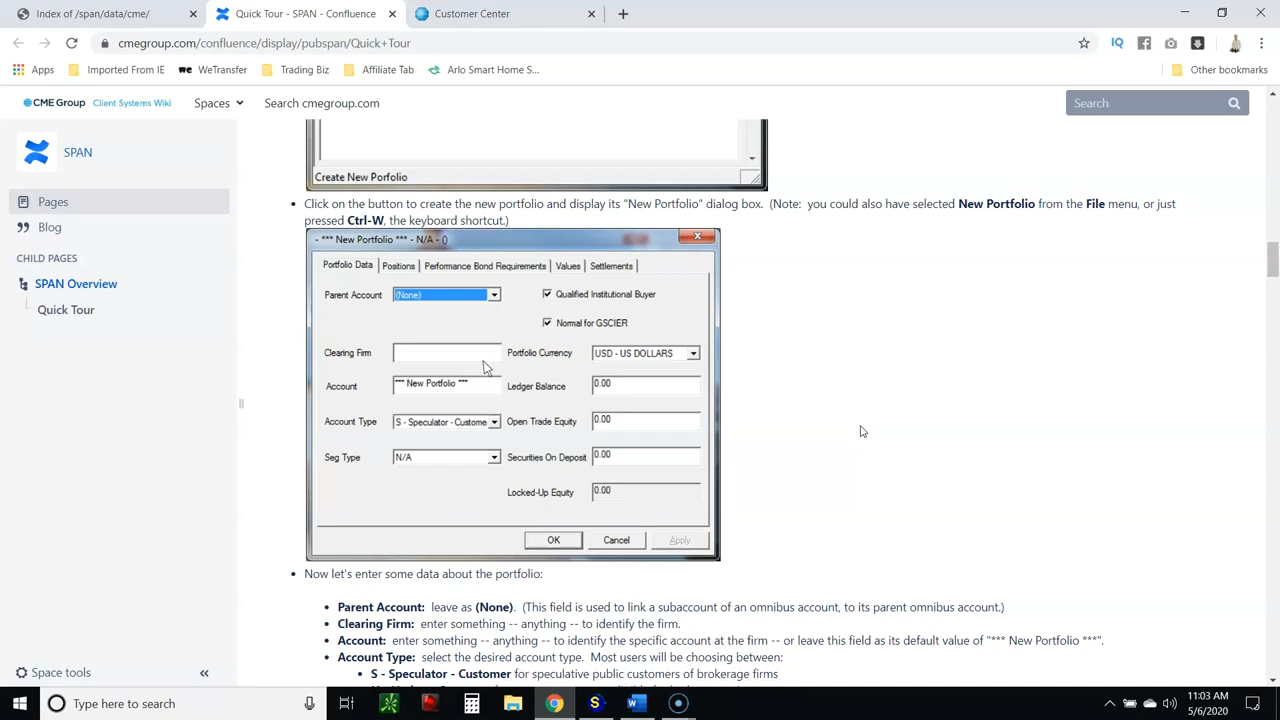 Index of /span/data/cme/
Quick Tour - SPAN - Confluence
Customer Center
cmegroup.com/confluence/display/pubspan/Quick+Tour
Apps
Imported From IE
WeTransfer
Trading Biz
Affiliate Tab
Arlo Smart Home S...
Other bookmarks
CME Group Client Systems Wiki
Spaces
Search cmegroup.com
Search
SPAN
Pages
Blog
CHILD PAGES
SPAN Overview
Quick Tour
Space tools
Create New Porfolio
• Click on the button to create the new portfolio and display its "New Portfolio" dialog box. (Note: you could also have selected New Portfolio from the File menu, or just
pressed Ctrl-W, the keyboard shortcut.)
- *** New Portfolio *** - N/A - ()
Portfolio Data Positions Performance Bond Requirements Values Settlements
Parent Account (None) Qualified Institutional Buyer
Normal for GSCIER
Clearing Firm Portfolio Currency USD - US DOLLARS
Account *** New Portfolio *** Ledger Balance 0.00
Account Type S - Speculator - Custome Open Trade Equity 0.00
Seg Type N/A Securities On Deposit 0.00
Locked-Up Equity 0.00
OK Cancel Apply
• Now let's enter some data about the portfolio:
• Parent Account: leave as (None). (This field is used to link a subaccount of an omnibus account, to its parent omnibus account.)
• Clearing Firm: enter something -- anything -- to identify the firm.
• Account: enter something -- anything -- to identify the specific account at the firm -- or leave this field as its default value of "*** New Portfolio ***".
• Account Type: select the desired account type. Most users will be choosing between:
• S - Speculator - Customer for speculative public customers of brokerage firms
Type here to search
11:03 AM
5/6/2020